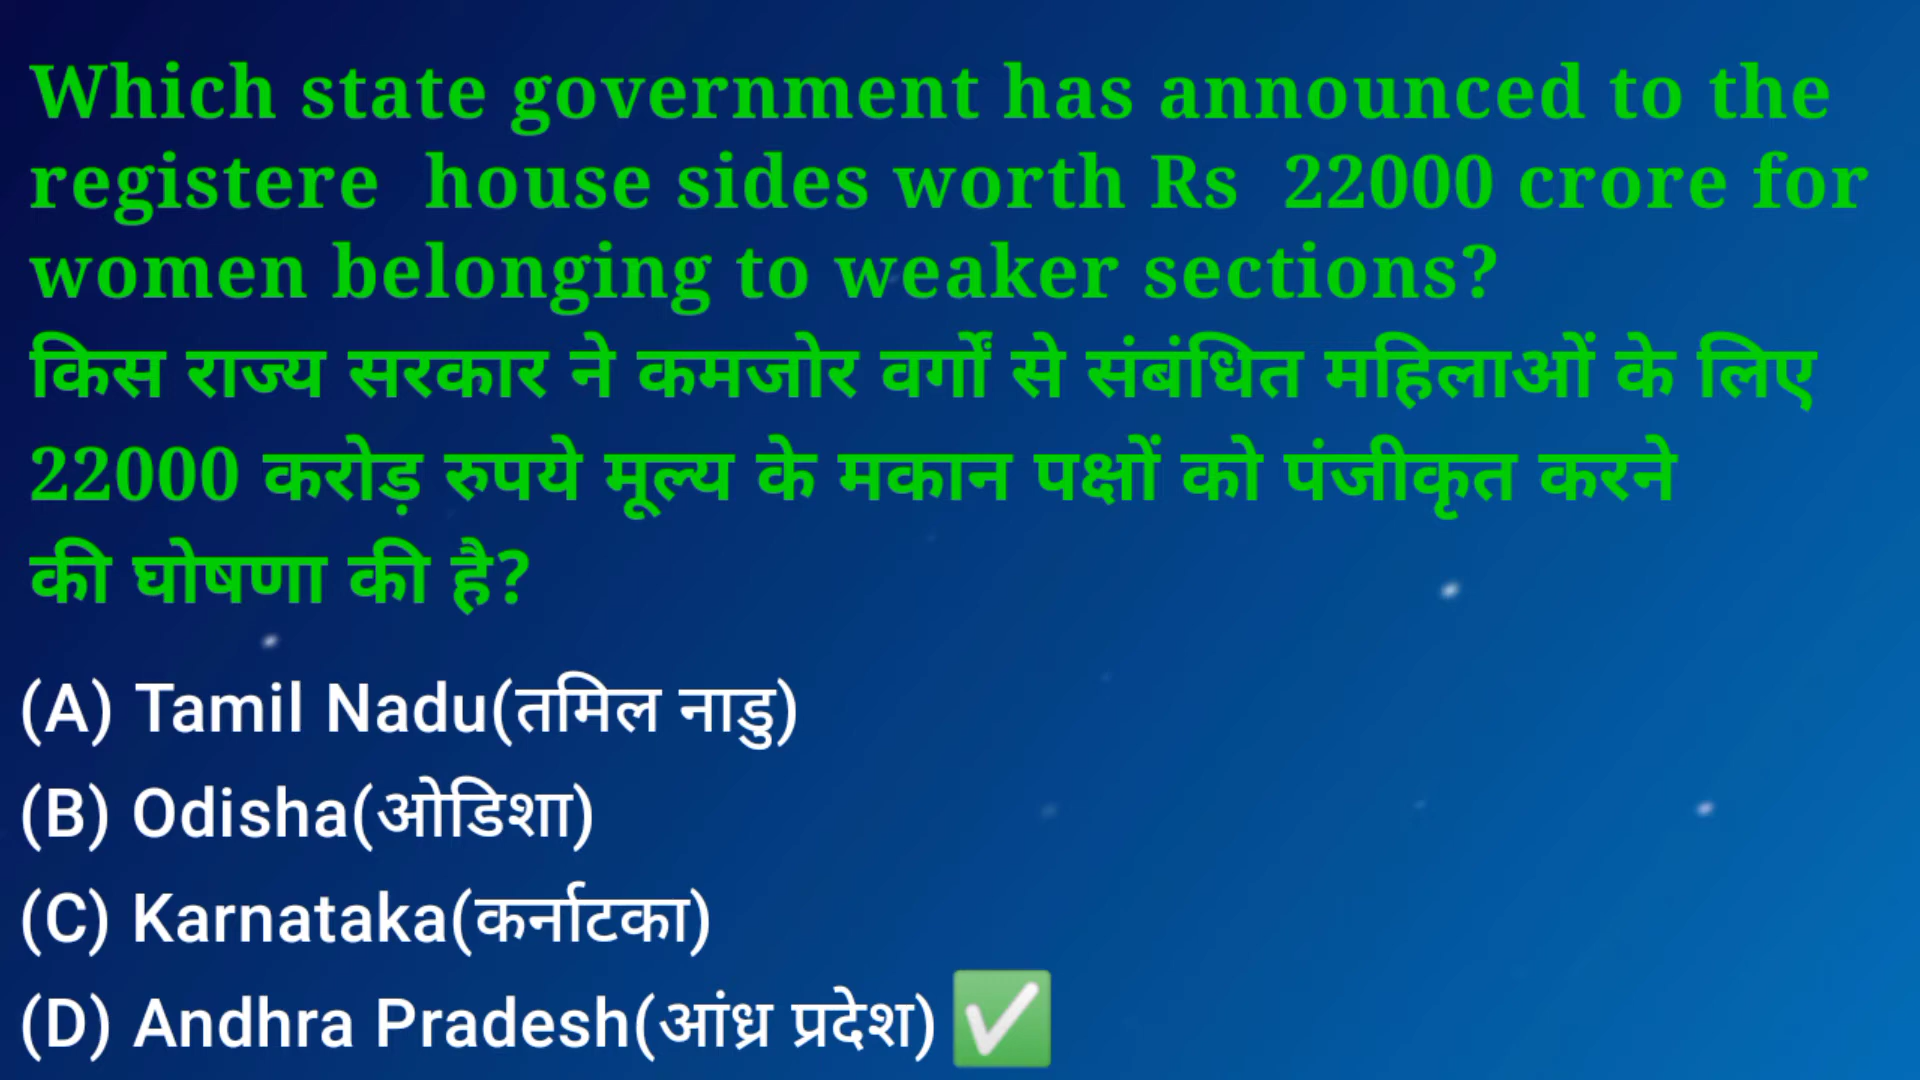 Which state government has announced to the
registere house sides worth Rs 22000 crore for
women belonging to weaker sections?
किस राज्य सरकार ने कमजोर वर्गों से संबंधित महिलाओं के लिए
22000 करोड़ रुपये मूल्य के मकान पक्षों को पंजीकृत करने
की घोषणा की है?
(A) Tamil Nadu(तमिल नाडु)
(B) Odisha(ओडिशा)
(C) Karnataka(कर्नाटका)
(D) Andhra Pradesh(आंध्र प्रदेश) ✅